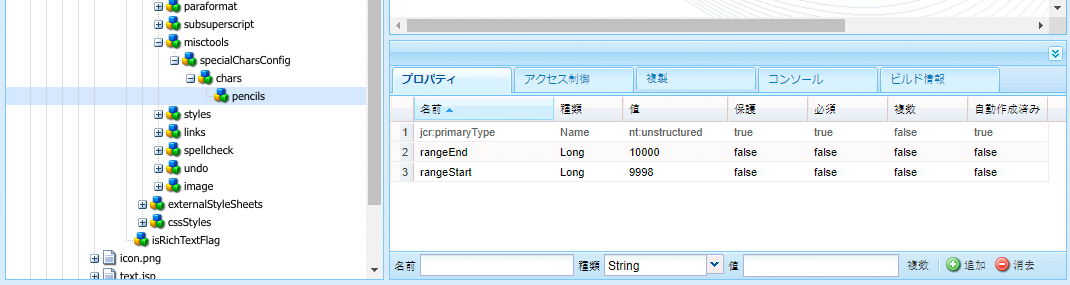 paraformat
subsuperscript
misctools
specialCharsConfig
chars
pencils
styles
links
spellcheck
undo
image
externalStyleSheets
cssStyles
isRichTextFlag
icon.png
text.jsp
プロパティ アクセス制御 複製 コンソール ビルド情報
名前 種類 値 保護 必須 複数 自動作成済み
1 jcr:primaryType Name nt:unstructured true true false true
2 rangeEnd Long 10000 false false false false
3 rangeStart Long 9998 false false false false
名前 種類 String 値 複数 追加 消去